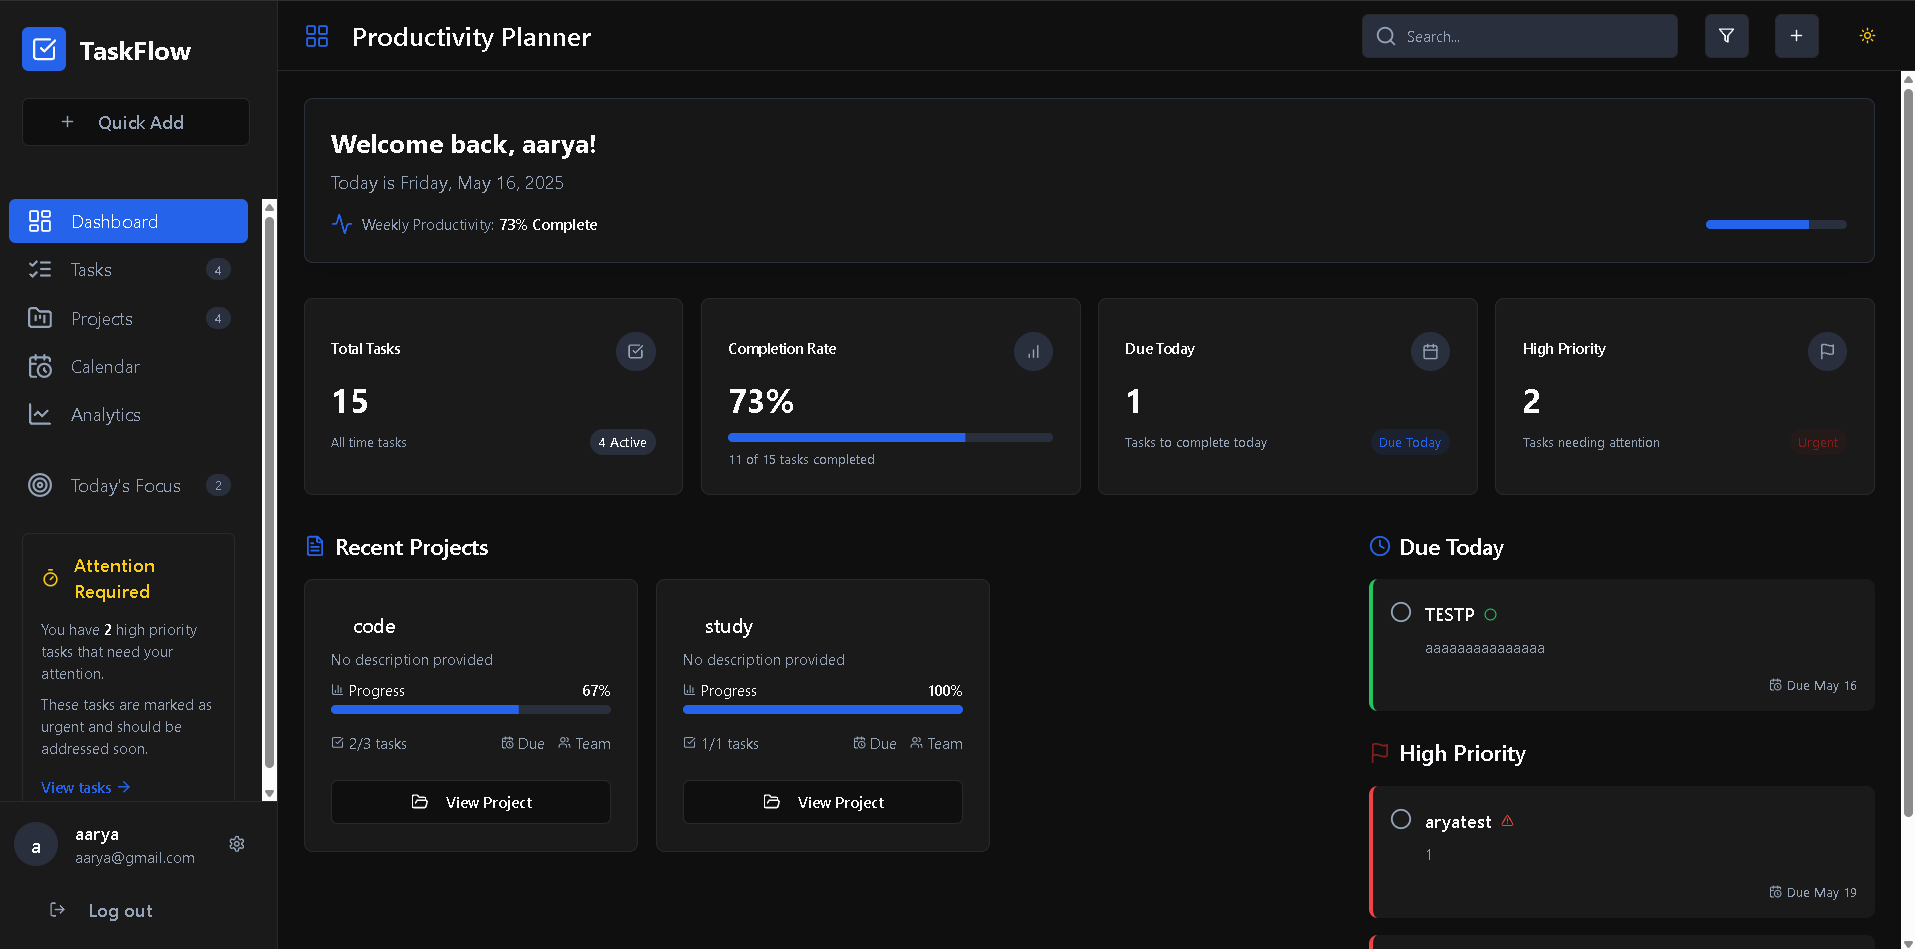 TaskFlow
Quick Add
Dashboard
Tasks 4
Projects 4
Calendar
Analytics
Today's Focus 2
Attention
Required
You have 2 high priority
tasks that need your
attention.
These tasks are marked as
urgent and should be
addressed soon.
View tasks
a
aarya
aarya@gmail.com
Log out
Productivity Planner
Search...
Welcome back, aarya!
Today is Friday, May 16, 2025
Weekly Productivity: 73% Complete
Total Tasks
15
All time tasks
4 Active
Completion Rate
73%
11 of 15 tasks completed
Due Today
1
Tasks to complete today
Due Today
High Priority
2
Tasks needing attention
Urgent
Recent Projects
code
No description provided
Progress 67%
2/3 tasks Due Team
View Project
study
No description provided
Progress 100%
1/1 tasks Due Team
View Project
Due Today
TESTP
aaaaaaaaaaaaaaa
Due May 16
High Priority
aryatest
1
Due May 19